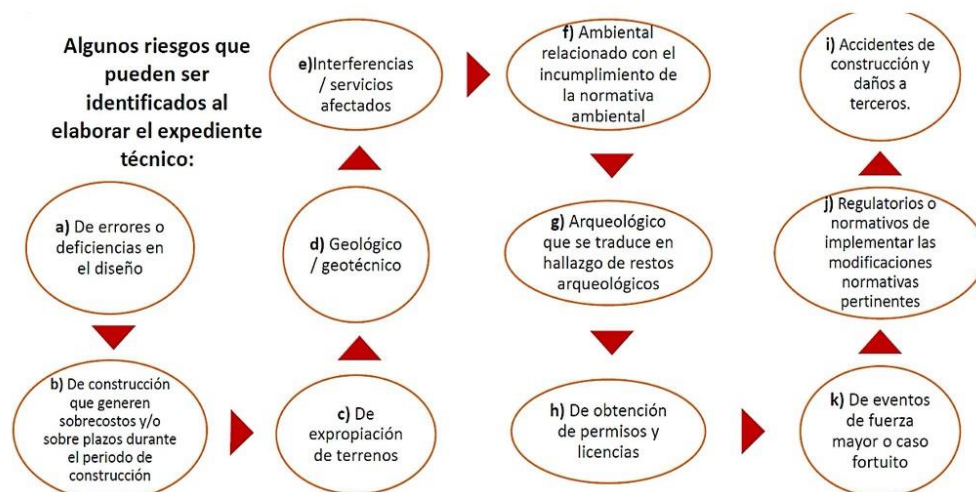 Algunos riesgos que
pueden ser
identificados al
elaborar el expediente
técnico:
a) De errores o
deficiencias en
el diseño
b) De construcción
que generen
sobrecostos y/o
sobre plazos durante
el periodo de
construcción
c) De
expropiación
de terrenos
d) Geológico
/ geotécnico
e)Interferencias
/ servicios
afectados
f) Ambiental
relacionado con el
incumplimiento de
la normativa
ambiental
g) Arqueológico
que se traduce en
hallazgo de restos
arqueológicos
h) De obtención
de permisos y
licencias
k) De eventos de
fuerza mayor o caso
fortuito
j) Regulatorios o
normativos de
implementar las
modificaciones
normativas
pertinentes
i) Accidentes de
construcción y
daños a
terceros.